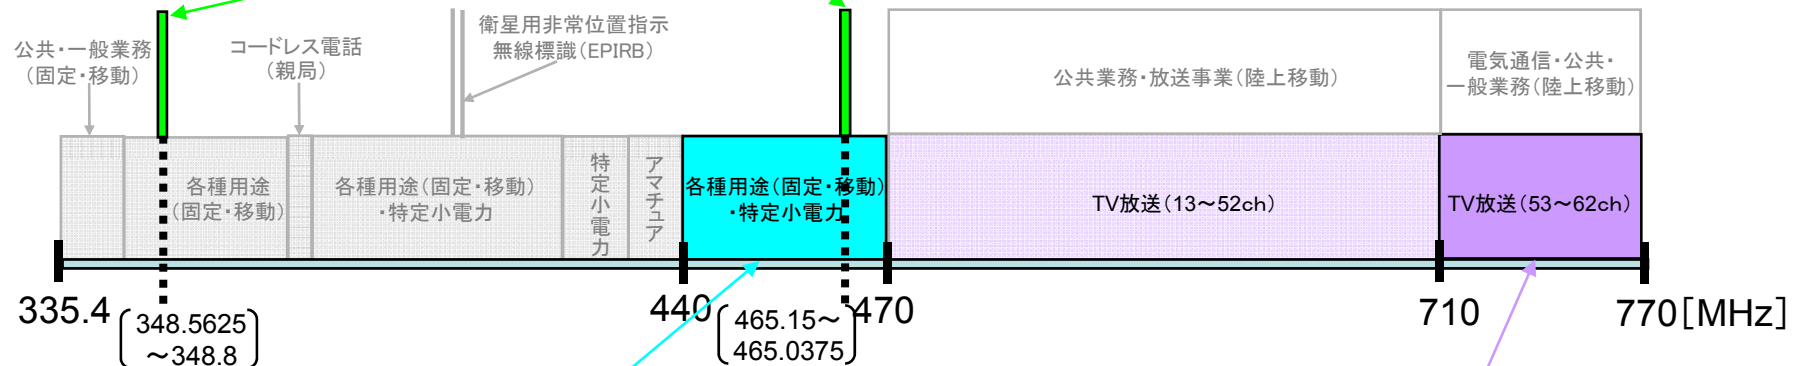 公共・一般業務
(固定・移動)
コードレス電話
(親局)
衛星用非常位置指示
無線標識(EPIRB)
公共業務・放送事業(陸上移動)
電気通信・公共・
一般業務(陸上移動)
各種用途
(固定・移動)
各種用途(固定・移動)
・特定小電力
特定小電力
アマチュア
各種用途(固定・移動)
・特定小電力
TV放送(13～52ch)
TV放送(53～62ch)
335.4
348.5625
～348.8
440
465.15～
465.0375
470
710
770[MHz]